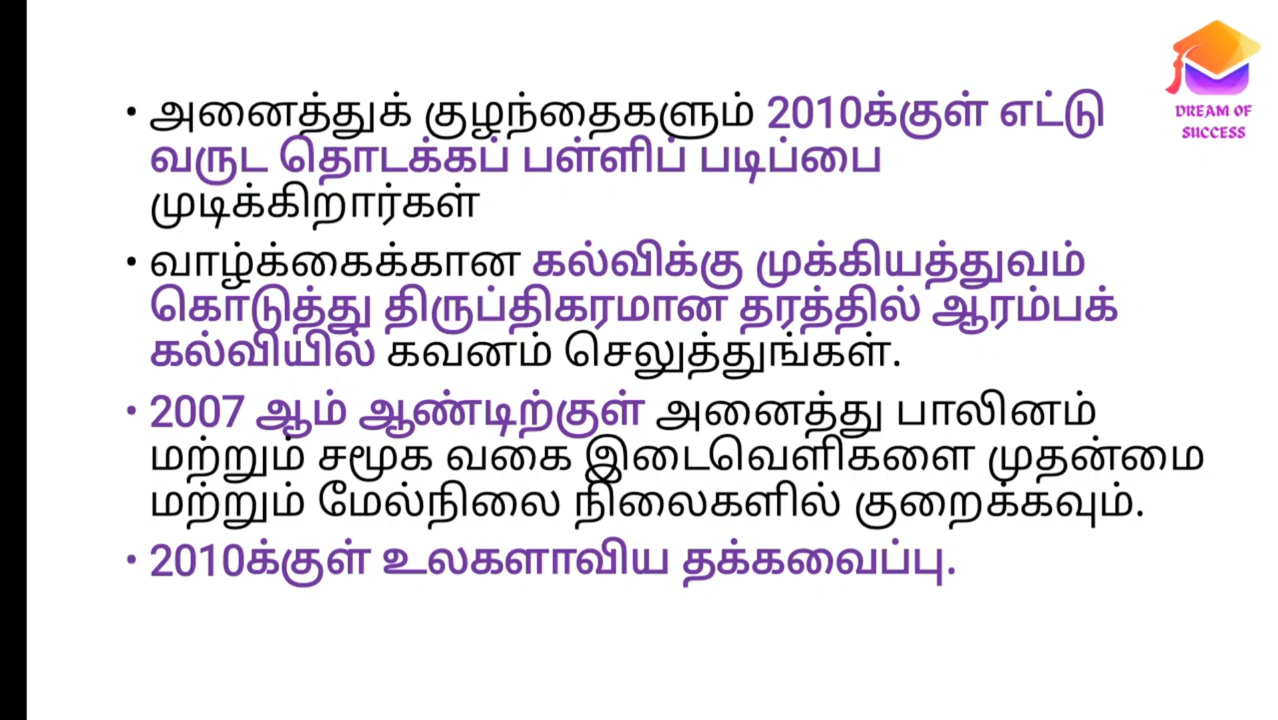 DREAM OF
SUCCESS
• அனைத்துக் குழந்தைகளும் 2010க்குள் எட்டு
வருட தொடக்கப் பள்ளிப் படிப்பை
முடிக்கிறார்கள்
• வாழ்க்கைக்கான கல்விக்கு முக்கியத்துவம்
கொடுத்து திருப்திகரமான தரத்தில் ஆரம்பக்
கல்வியில் கவனம் செலுத்துங்கள்.
• 2007 ஆம் ஆண்டிற்குள் அனைத்து பாலினம்
மற்றும் சமூக வகை இடைவெளிகளை முதன்மை
மற்றும் மேல்நிலை நிலைகளில் குறைக்கவும்.
• 2010க்குள் உலகளாவிய தக்கவைப்பு.